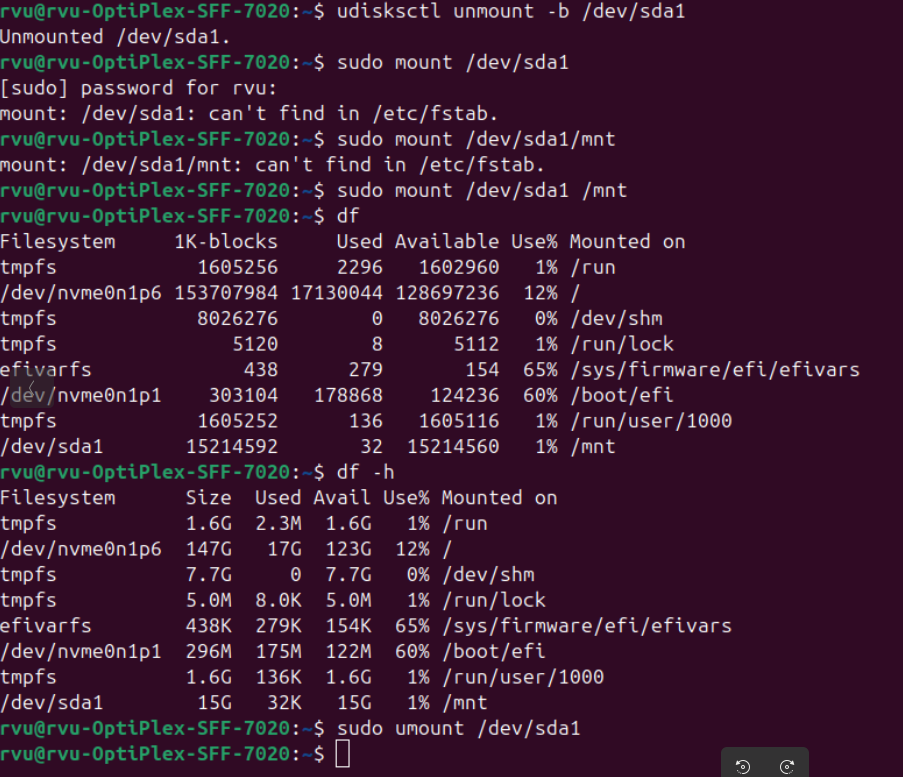 rvu@rvu-OptiPlex-SFF-7020:~$ udisksctl unmount -b /dev/sda1
Unmounted /dev/sda1.
rvu@rvu-OptiPlex-SFF-7020:~$ sudo mount /dev/sda1
[sudo] password for rvu:
mount: /dev/sda1: can't find in /etc/fstab.
rvu@rvu-OptiPlex-SFF-7020:~$ sudo mount /dev/sda1/mnt
mount: /dev/sda1/mnt: can't find in /etc/fstab.
rvu@rvu-OptiPlex-SFF-7020:~$ sudo mount /dev/sda1 /mnt
rvu@rvu-OptiPlex-SFF-7020:~$ df
Filesystem     1K-blocks     Used Available Use% Mounted on
tmpfs            1605256     2296   1602960   1% /run
/dev/nvme0n1p6 153707984 17130044 128697236  12% /
tmpfs            8026276        0   8026276   0% /dev/shm
tmpfs               5120        8      5112   1% /run/lock
efivarfs             438      279       154  65% /sys/firmware/efi/efivars
/dev/nvme0n1p1    303104   178868    124236  60% /boot/efi
tmpfs            1605252      136   1605116   1% /run/user/1000
/dev/sda1       15214592       32  15214560   1% /mnt
rvu@rvu-OptiPlex-SFF-7020:~$ df -h
Filesystem      Size  Used Avail Use% Mounted on
tmpfs           1.6G  2.3M  1.6G   1% /run
/dev/nvme0n1p6  147G   17G  123G  12% /
tmpfs           7.7G     0  7.7G   0% /dev/shm
tmpfs           5.0M  8.0K  5.0M   1% /run/lock
efivarfs        438K  279K  154K  65% /sys/firmware/efi/efivars
/dev/nvme0n1p1  296M  175M  122M  60% /boot/efi
tmpfs           1.6G  136K  1.6G   1% /run/user/1000
/dev/sda1        15G   32K   15G   1% /mnt
rvu@rvu-OptiPlex-SFF-7020:~$ sudo umount /dev/sda1
rvu@rvu-OptiPlex-SFF-7020:~$